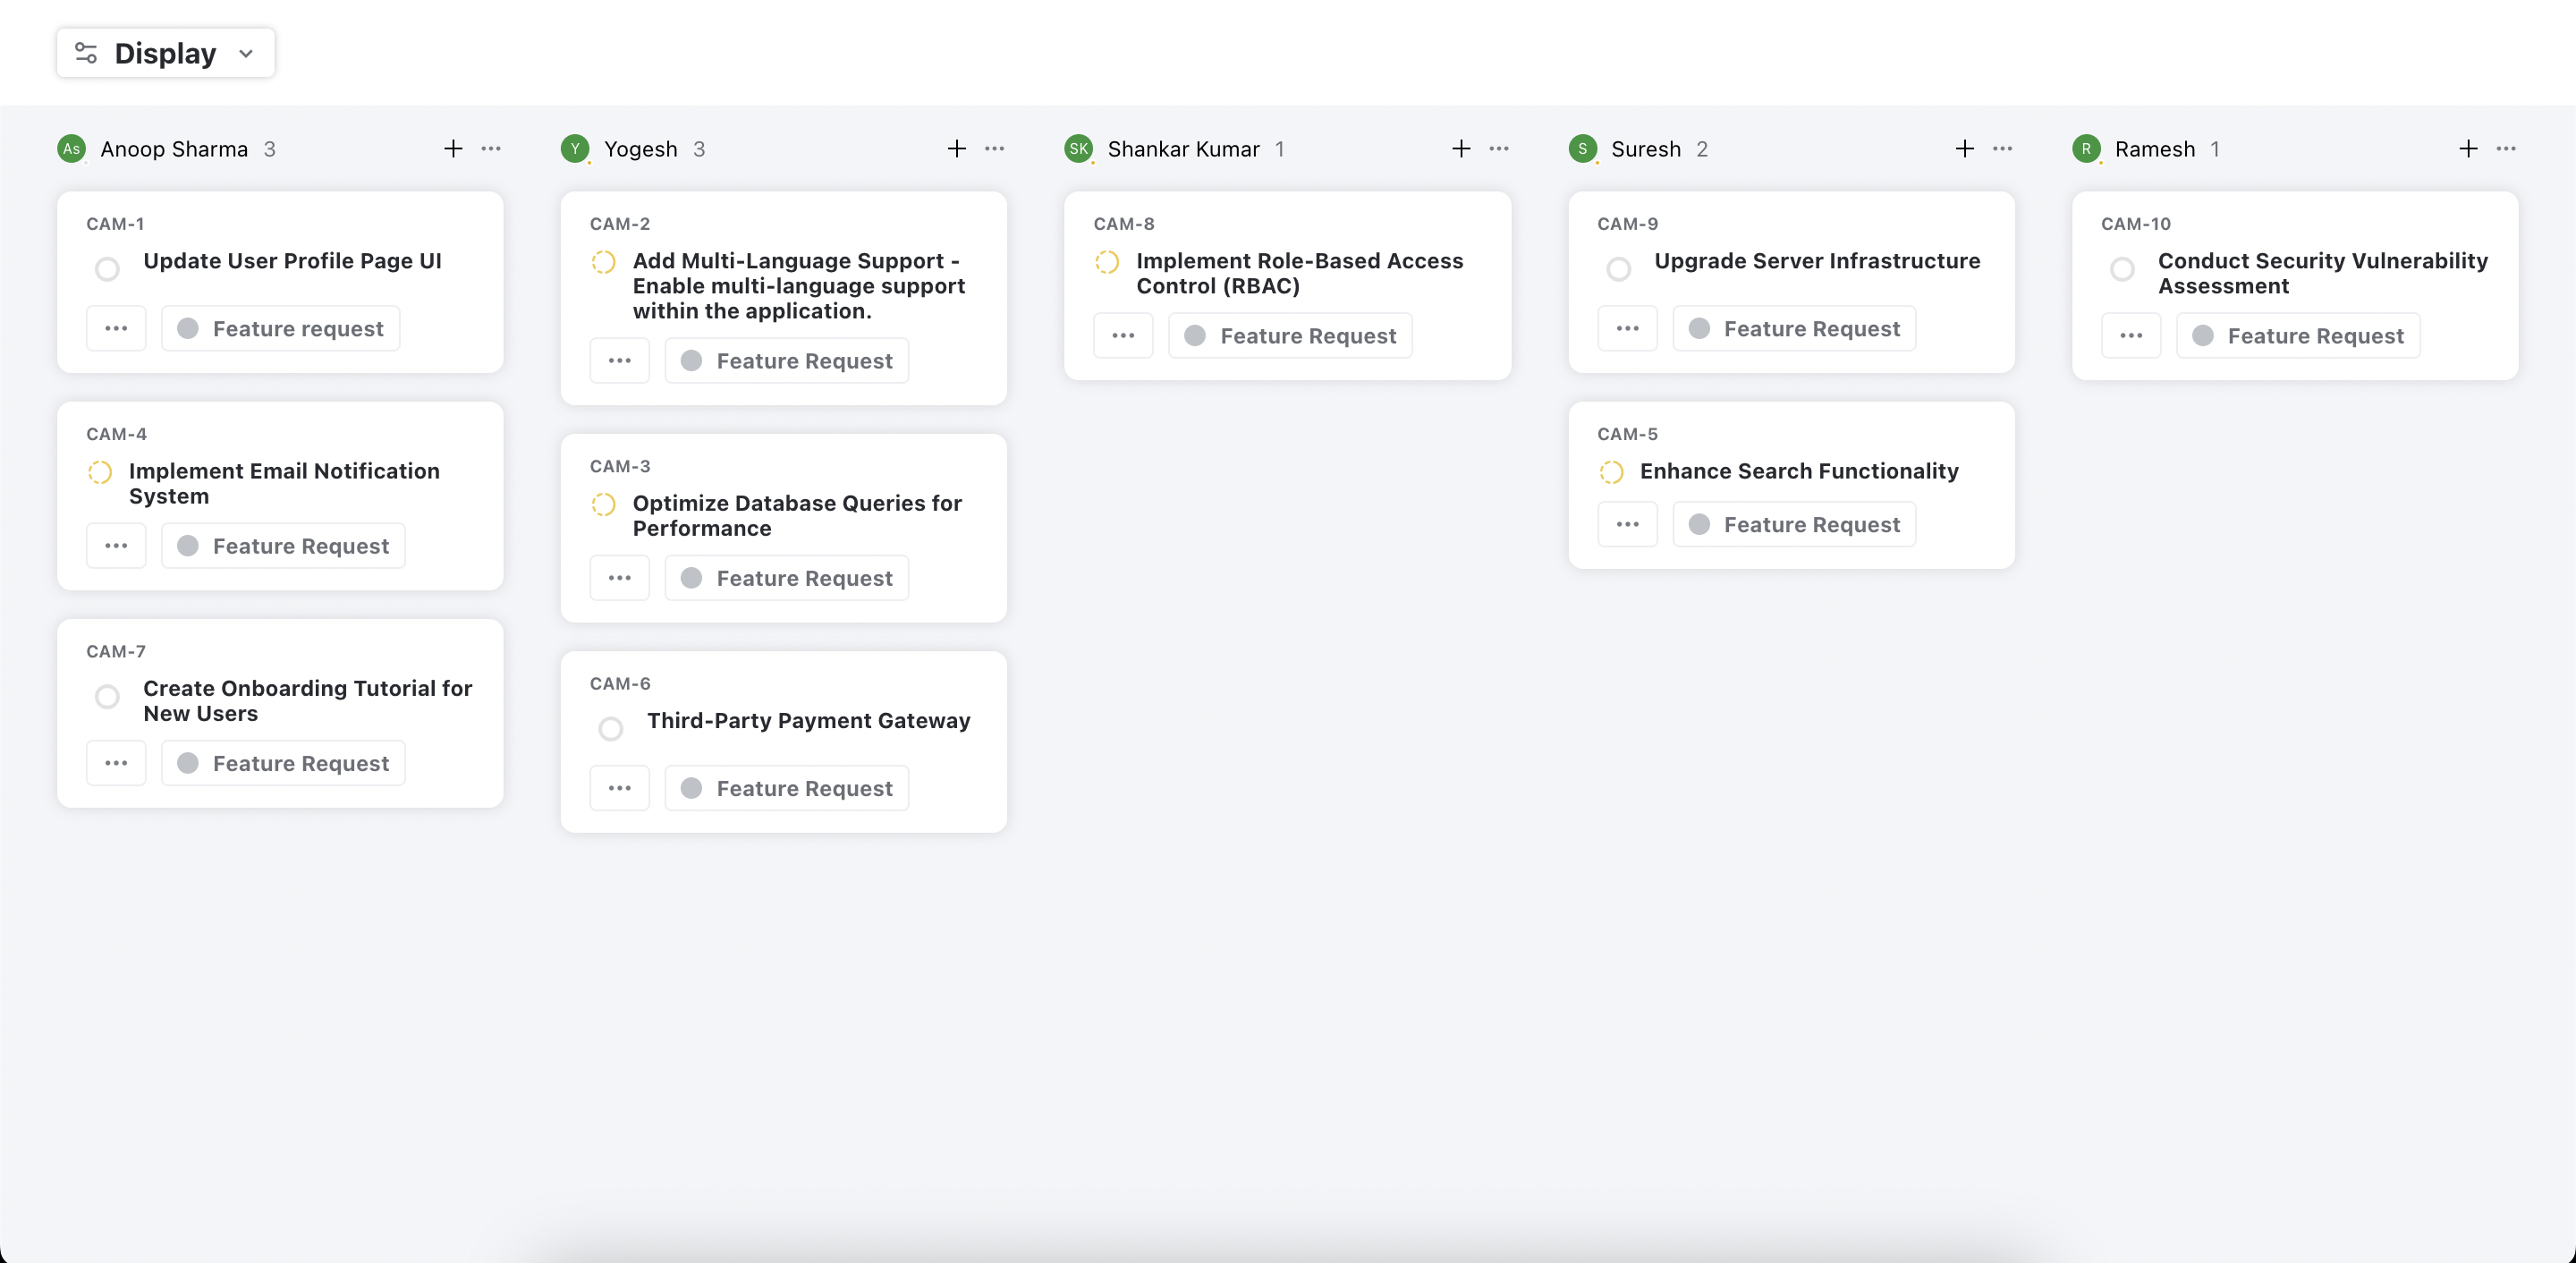 Display
As Anoop Sharma 3
CAM-1
Update User Profile Page UI
Feature request
CAM-4
Implement Email Notification
System
Feature Request
CAM-7
Create Onboarding Tutorial for
New Users
Feature Request
Y Yogesh 3
CAM-2
Add Multi-Language Support -
Enable multi-language support
within the application.
Feature Request
CAM-3
Optimize Database Queries for
Performance
Feature Request
CAM-6
Third-Party Payment Gateway
Feature Request
SK Shankar Kumar 1
CAM-8
Implement Role-Based Access
Control (RBAC)
Feature Request
S Suresh 2
CAM-9
Upgrade Server Infrastructure
Feature Request
CAM-5
Enhance Search Functionality
Feature Request
R Ramesh 1
CAM-10
Conduct Security Vulnerability
Assessment
Feature Request